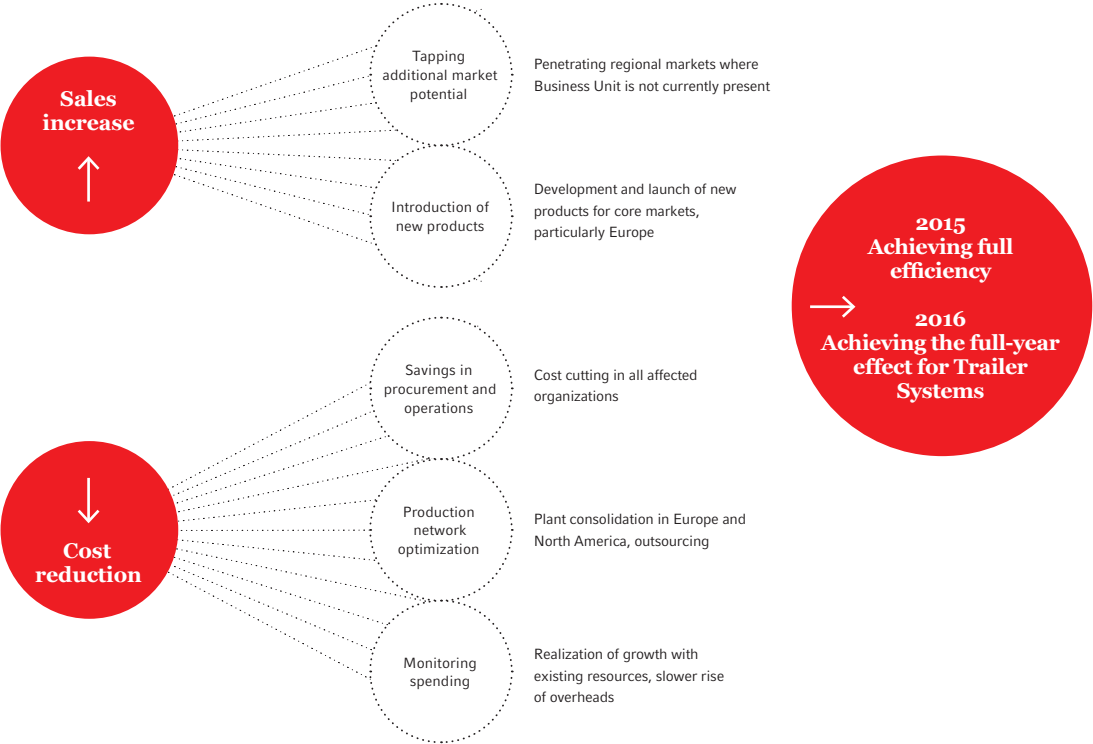 Sales
increase
Tapping
additional market
potential
Penetrating regional markets where
Business Unit is not currently present
Introduction of
new products
Development and launch of new
products for core markets,
particularly Europe
Cost
reduction
Savings in
procurement and
operations
Cost cutting in all affected
organizations
Production
network
optimization
Plant consolidation in Europe and
North America, outsourcing
Monitoring
spending
Realization of growth with
existing resources, slower rise
of overheads
2015
Achieving full
efficiency
2016
Achieving the full-year
effect for Trailer
Systems